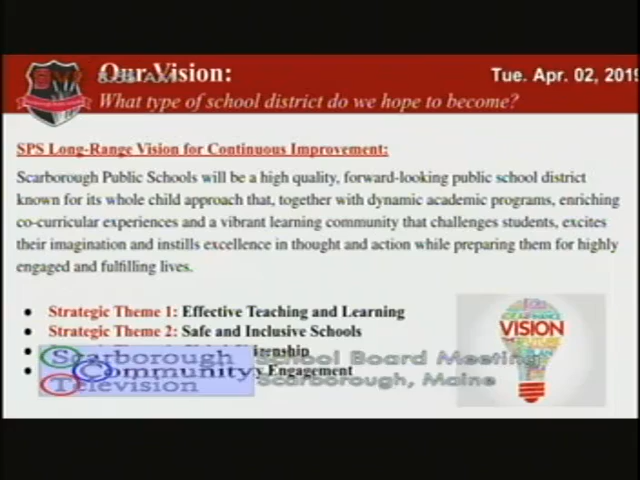 Our Vision:
Tue. Apr. 02, 2019
What type of school district do we hope to become?
SPS Long-Range Vision for Continuous Improvement:
Scarborough Public Schools will be a high quality, forward-looking public school district
known for its whole child approach that, together with dynamic academic programs, enriching
co-curricular experiences and a vibrant learning community that challenges students, excites
their imagination and instills excellence in thought and action while preparing them for highly
engaged and fulfilling lives.
Strategic Theme 1: Effective Teaching and Learning
Strategic Theme 2: Safe and Inclusive Schools
Scarborough
Community
Television
School Board Meeting
Scarborough, Maine
Engagement
VISION